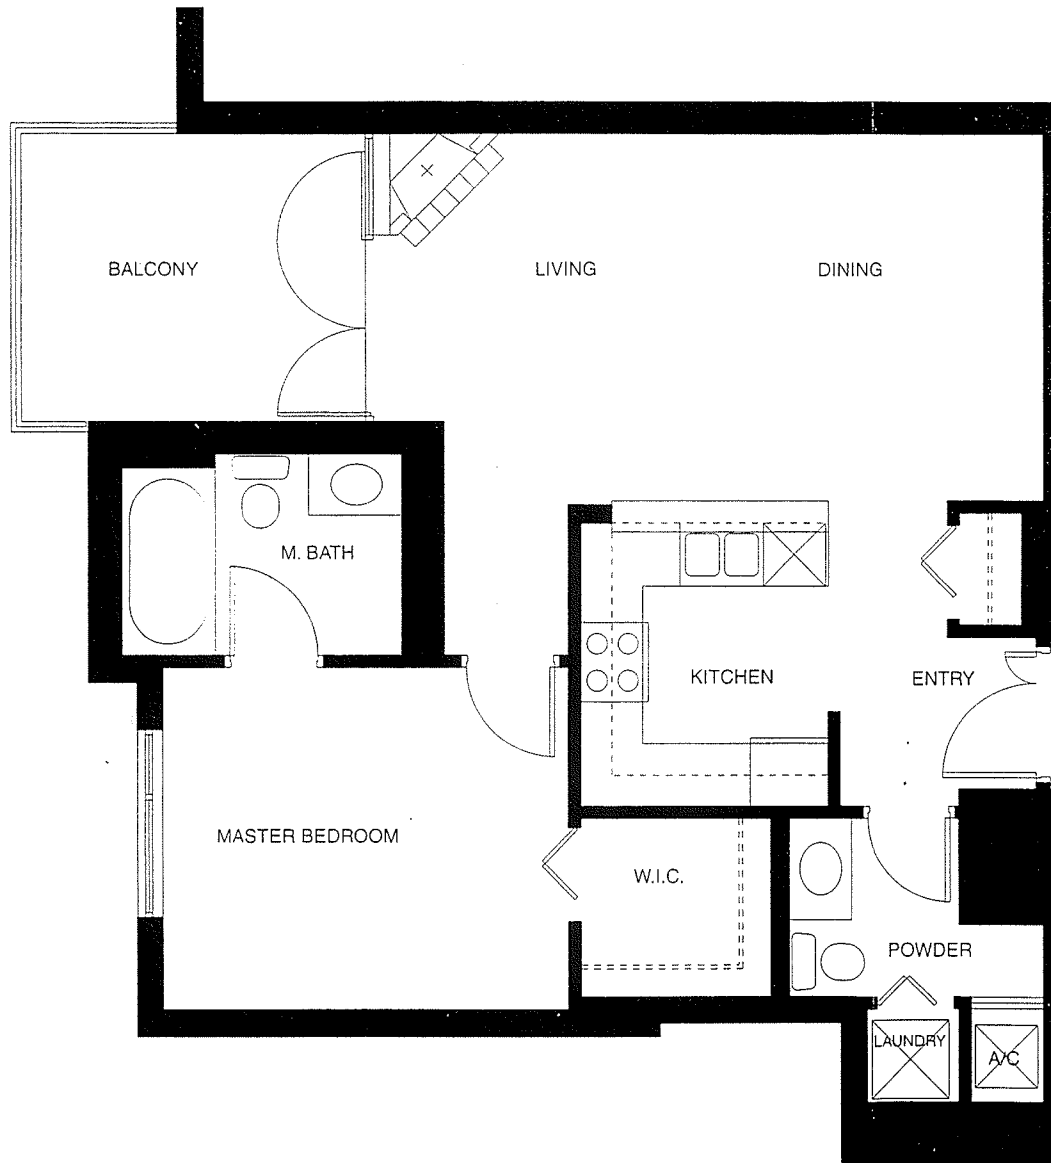 BALCONY
LIVING
DINING
M. BATH
KITCHEN
ENTRY
MASTER BEDROOM
W.I.C.
POWDER
LAUNDRY
A/C